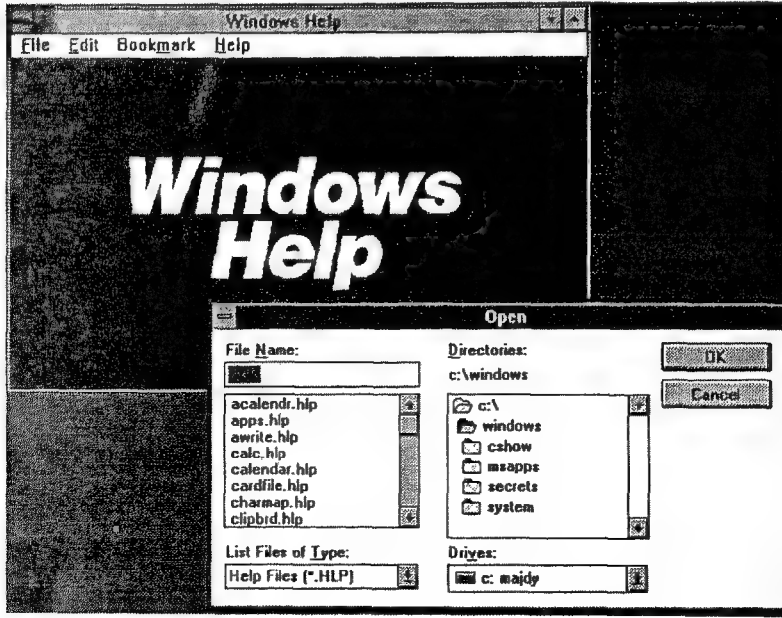 Windows Help
File Edit Bookmark Help
Windows
Help
Open
File Name:
acalendr.hlp
apps.hlp
awrite.hlp
calc.hlp
calendar.hlp
cardfile.hlp
charmap.hlp
clipbrd.hlp
List Files of Type:
Help Files (*.HLP)
Directories:
c:\windows
c:\
windows
cshow
msapps
secrets
system
Drives:
c: majdy
OK
Cancel